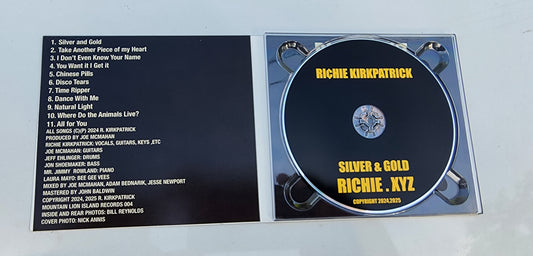 1. Silver and Gold
2. Take Another Piece of my Heart
3. I Don't Even Know Your Name
4. You Want it I Get it
5. Chinese Pills
6. Disco Tears
7. Time Ripper
8. Dance With Me
9. Natural Light
10. Where Do the Animals Live?
11. All for You
ALL SONGS (C)(P) 2024 R. KIRKPATRICK
PRODUCED BY JOE MCMAHAN
RICHIE KIRKPATRICK: VOCALS, GUITARS, KEYS ,ETC
JOE MCMAHAN: GUITARS
JEFF EHLINGER: DRUMS
JON SHOEMAKER: BASS
MR. JIMMY ROWLAND: PIANO
LAURA MAYO: BEE GEE VEES
MIXED BY JOE MCMAHAN, ADAM BEDNARIK, JESSE NEWPORT
MASTERED BY JOHN BALDWIN
COPYRIGHT 2024, 2025 R. KIRKPATRICK
MOUNTAIN LION ISLAND RECORDS 004
INSIDE AND REAR PHOTOS: BILL REYNOLDS
COVER PHOTO: NICK ANNIS
RICHIE KIRKPATRICK
SILVER & GOLD
RICHIE . XYZ
COPYRIGHT 2024,2025